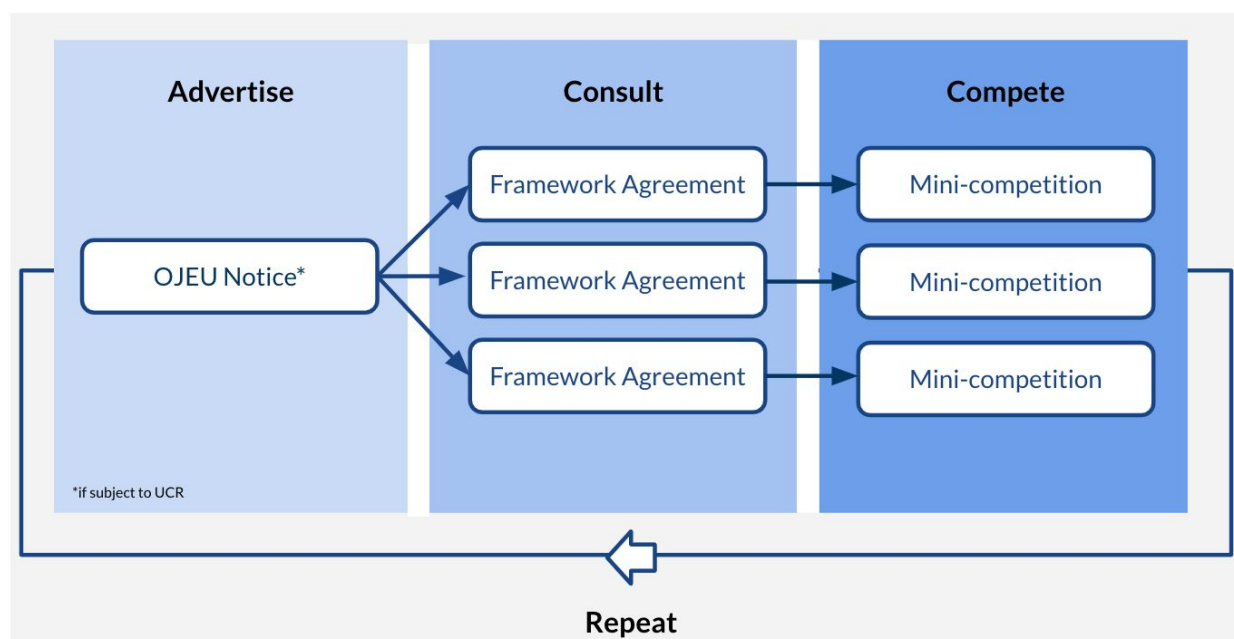 Advertise
OJEU Notice*
*if subject to UCR
Consult
Framework Agreement
Framework Agreement
Framework Agreement
Compete
Mini-competition
Mini-competition
Mini-competition
Repeat